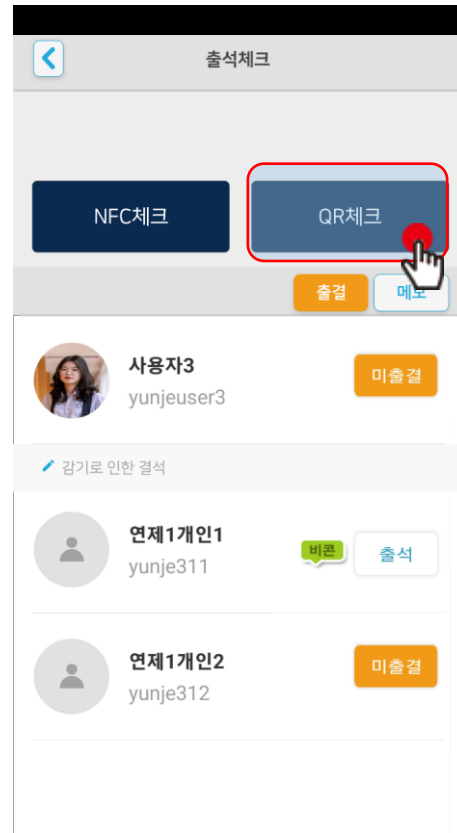 출석체크
NFC체크 QR체크
출결 메모
사용자3
미출결
yunjeuser3
감기로 인한 결석
연제1개인1
비콘 출석
yunje311
연제1개인2
미출결
yunje312